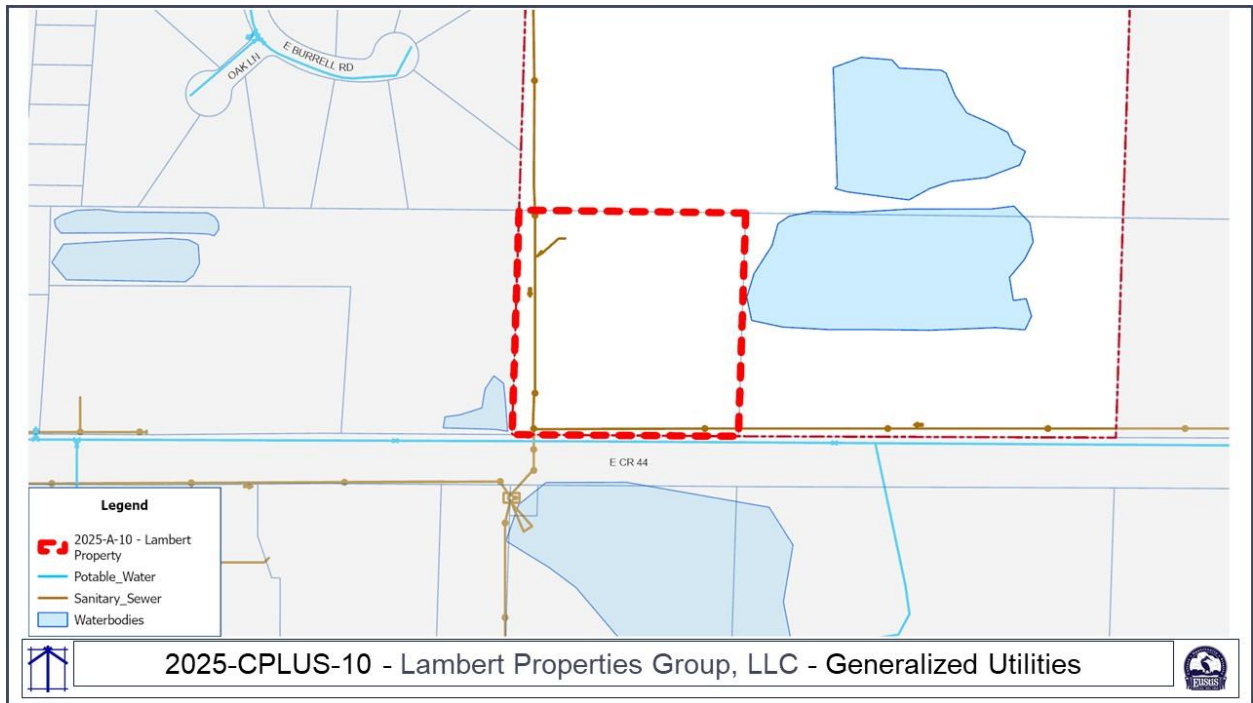 OAK LN
E BURRELL RD
E CR 44
Legend
2025-A-10 - Lambert
Property
Potable_Water
Sanitary_Sewer
Waterbodies
2025-CPLUS-10 - Lambert Properties Group, LLC - Generalized Utilities
EUSTIS